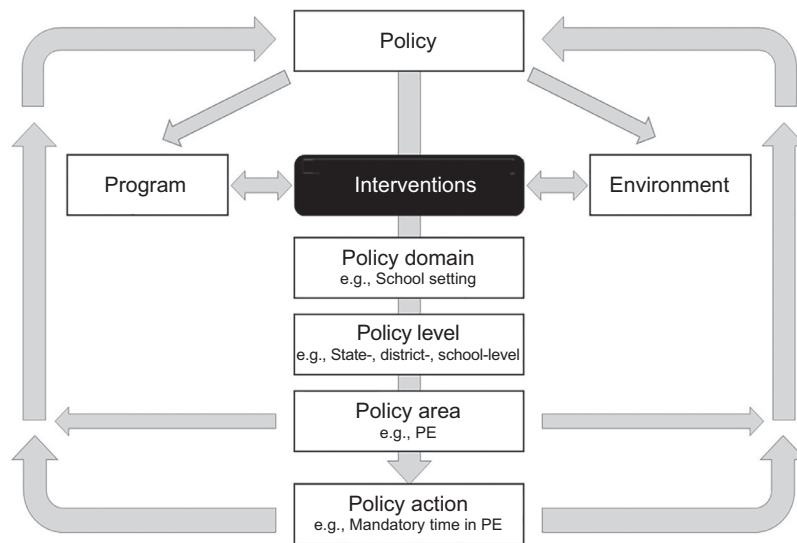 Policy
Program
Interventions
Environment
Policy domain
e.g., School setting
Policy level
e.g., State-, district-, school-level
Policy area
e.g., PE
Policy action
e.g., Mandatory time in PE